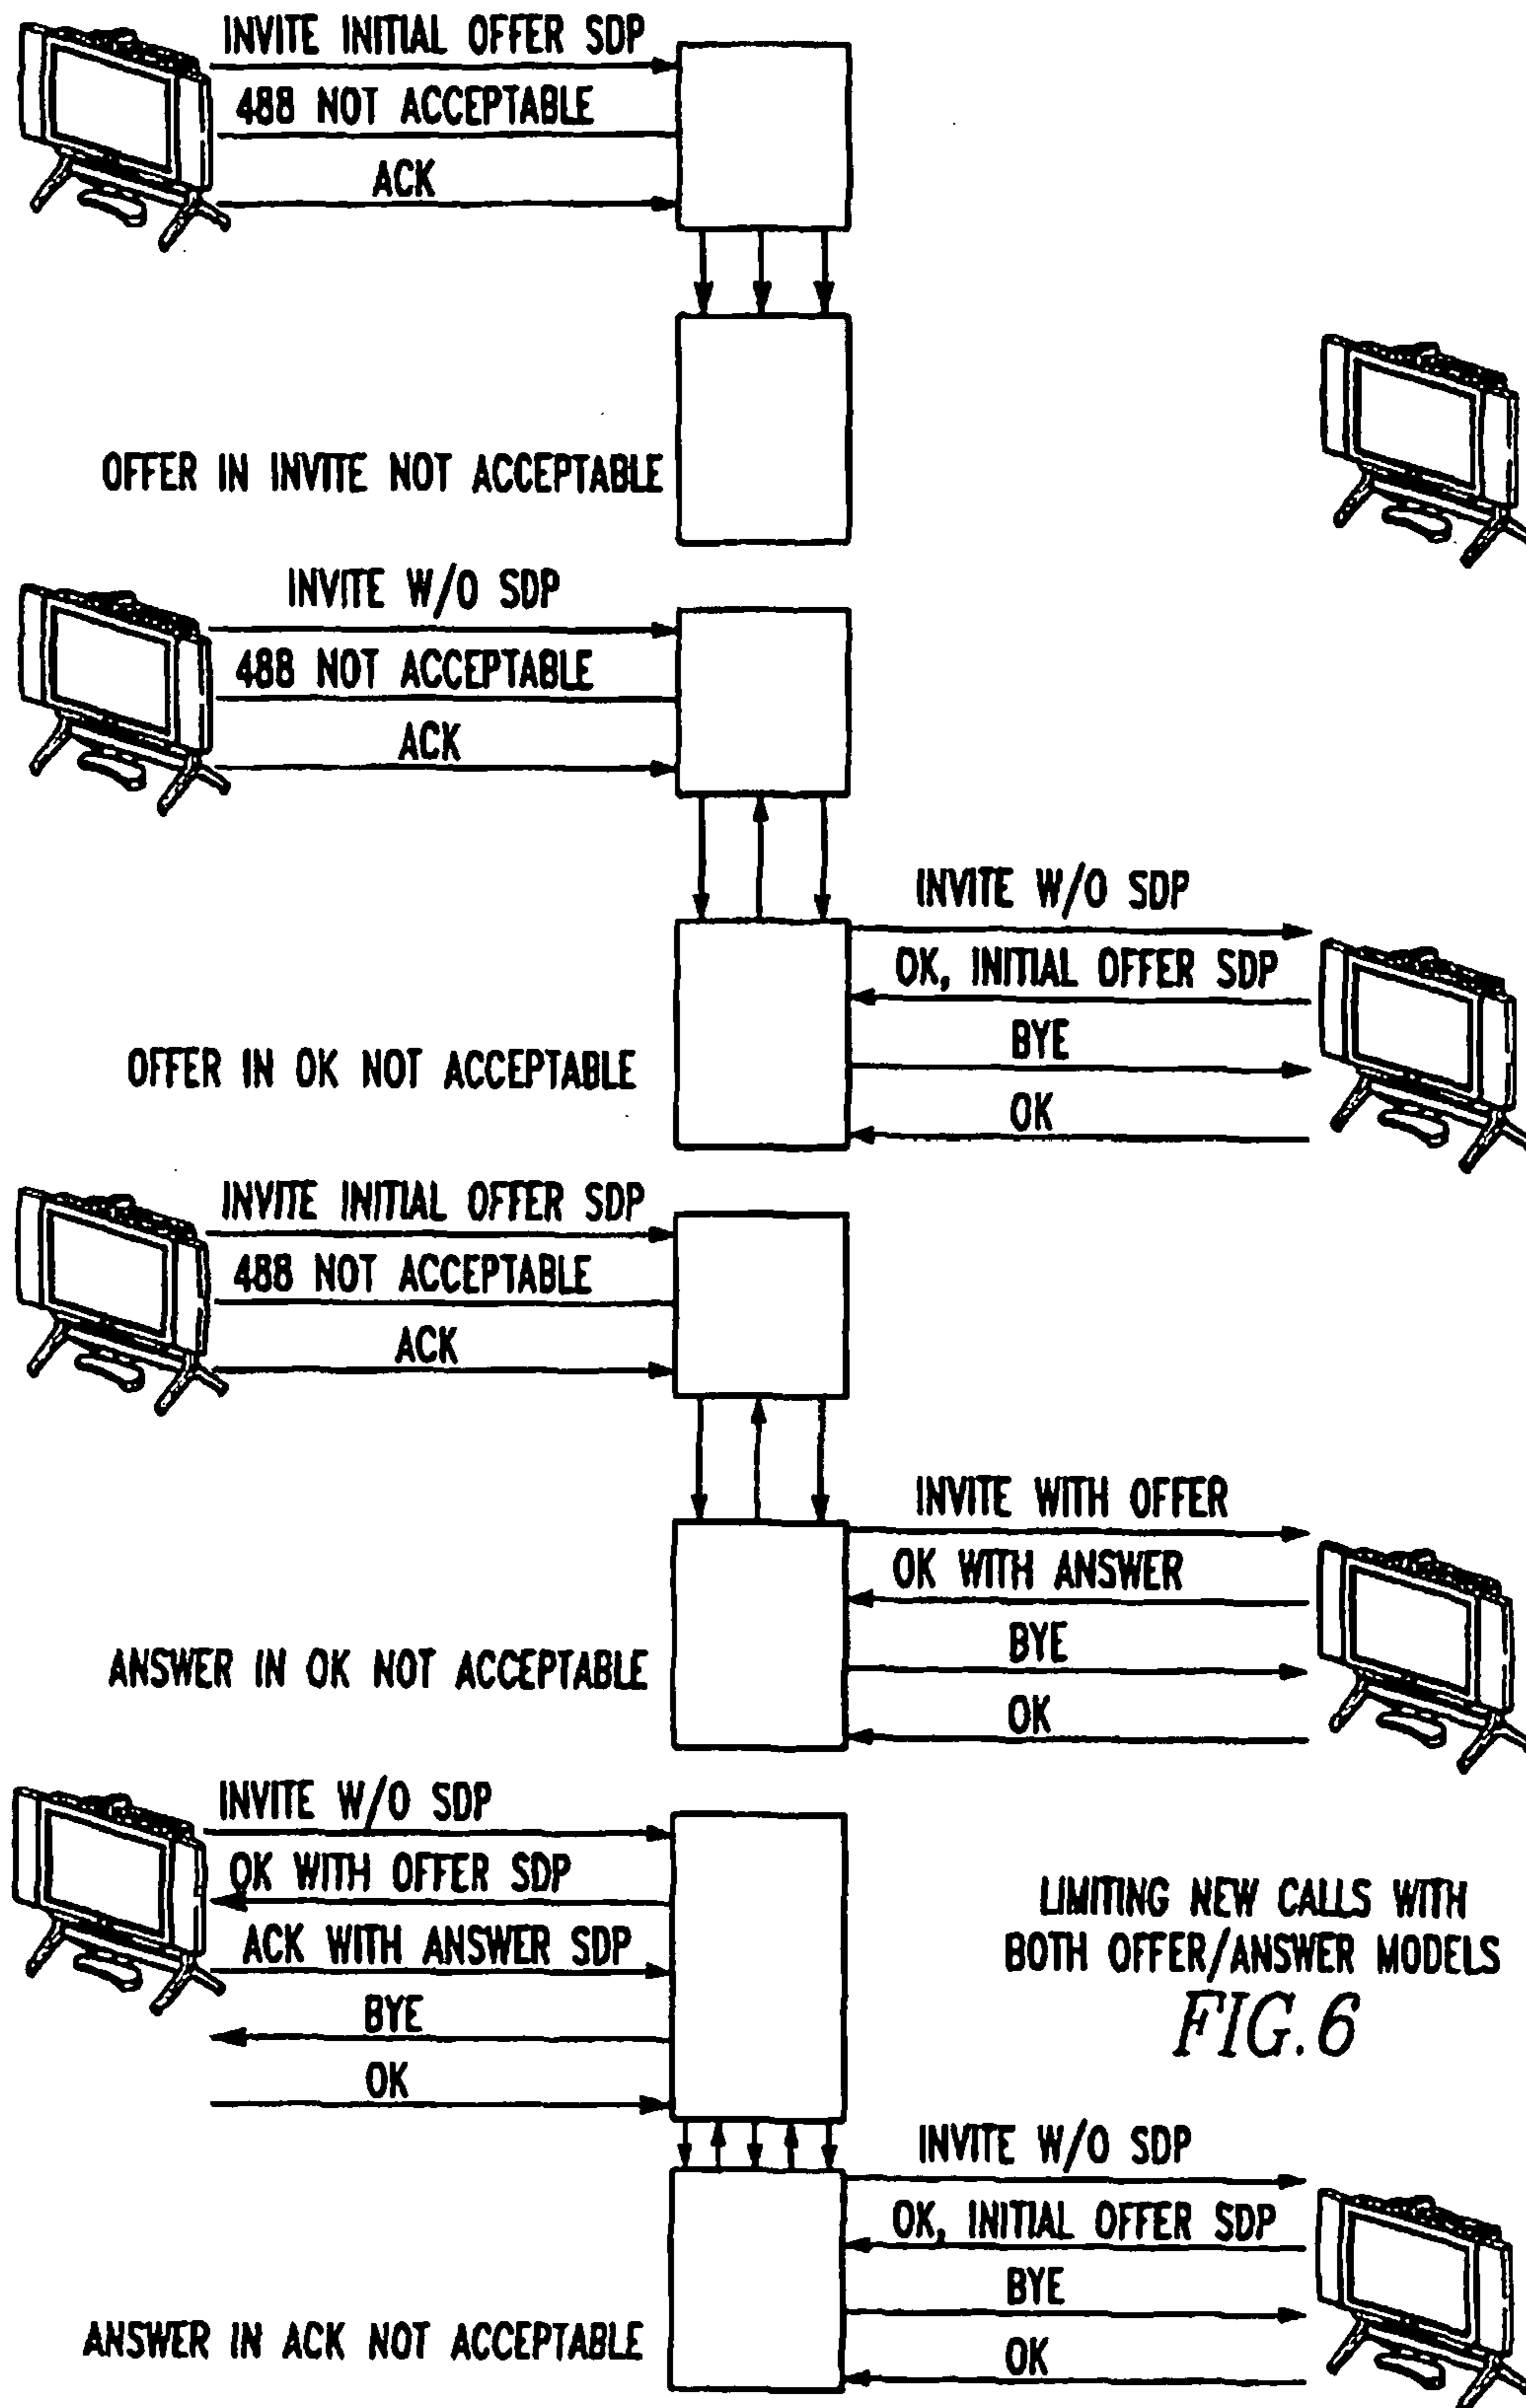 INVITE INITIAL OFFER SDP
488 NOT ACCEPTABLE
ACK
OFFER IN INVITE NOT ACCEPTABLE
INVITE W/O SDP
488 NOT ACCEPTABLE
ACK
INVITE W/O SDP
OK, INITIAL OFFER SDP
BYE
OK
OFFER IN OK NOT ACCEPTABLE
INVITE INITIAL OFFER SDP
488 NOT ACCEPTABLE
ACK
INVITE WITH OFFER
OK WITH ANSWER
BYE
OK
ANSWER IN OK NOT ACCEPTABLE
INVITE W/O SDP
OK WITH OFFER SDP
ACK WITH ANSWER SDP
BYE
OK
LIMITING NEW CALLS WITH
BOTH OFFER/ANSWER MODELS
FIG. 6
INVITE W/O SDP
OK, INITIAL OFFER SDP
BYE
OK
ANSWER IN ACK NOT ACCEPTABLE